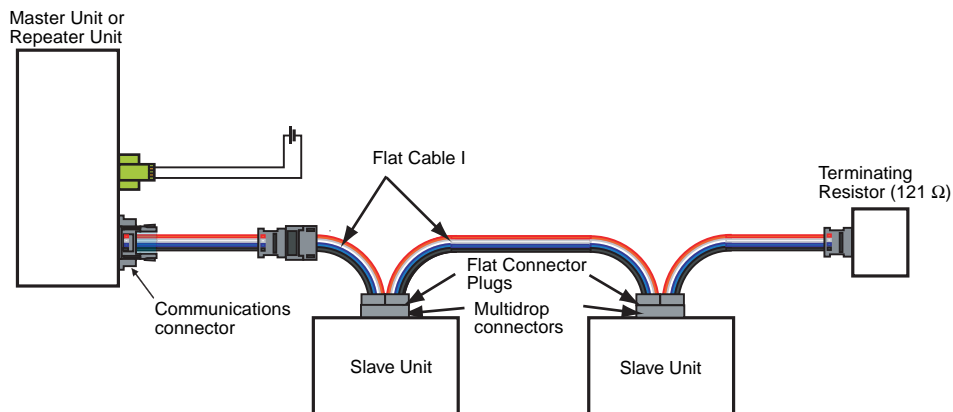 Master Unit or
Repeater Unit
Flat Cable I
Terminating
Resistor (121 Ω)
Communications
connector
Flat Connector
Plugs
Multidrop
connectors
Slave Unit
Slave Unit